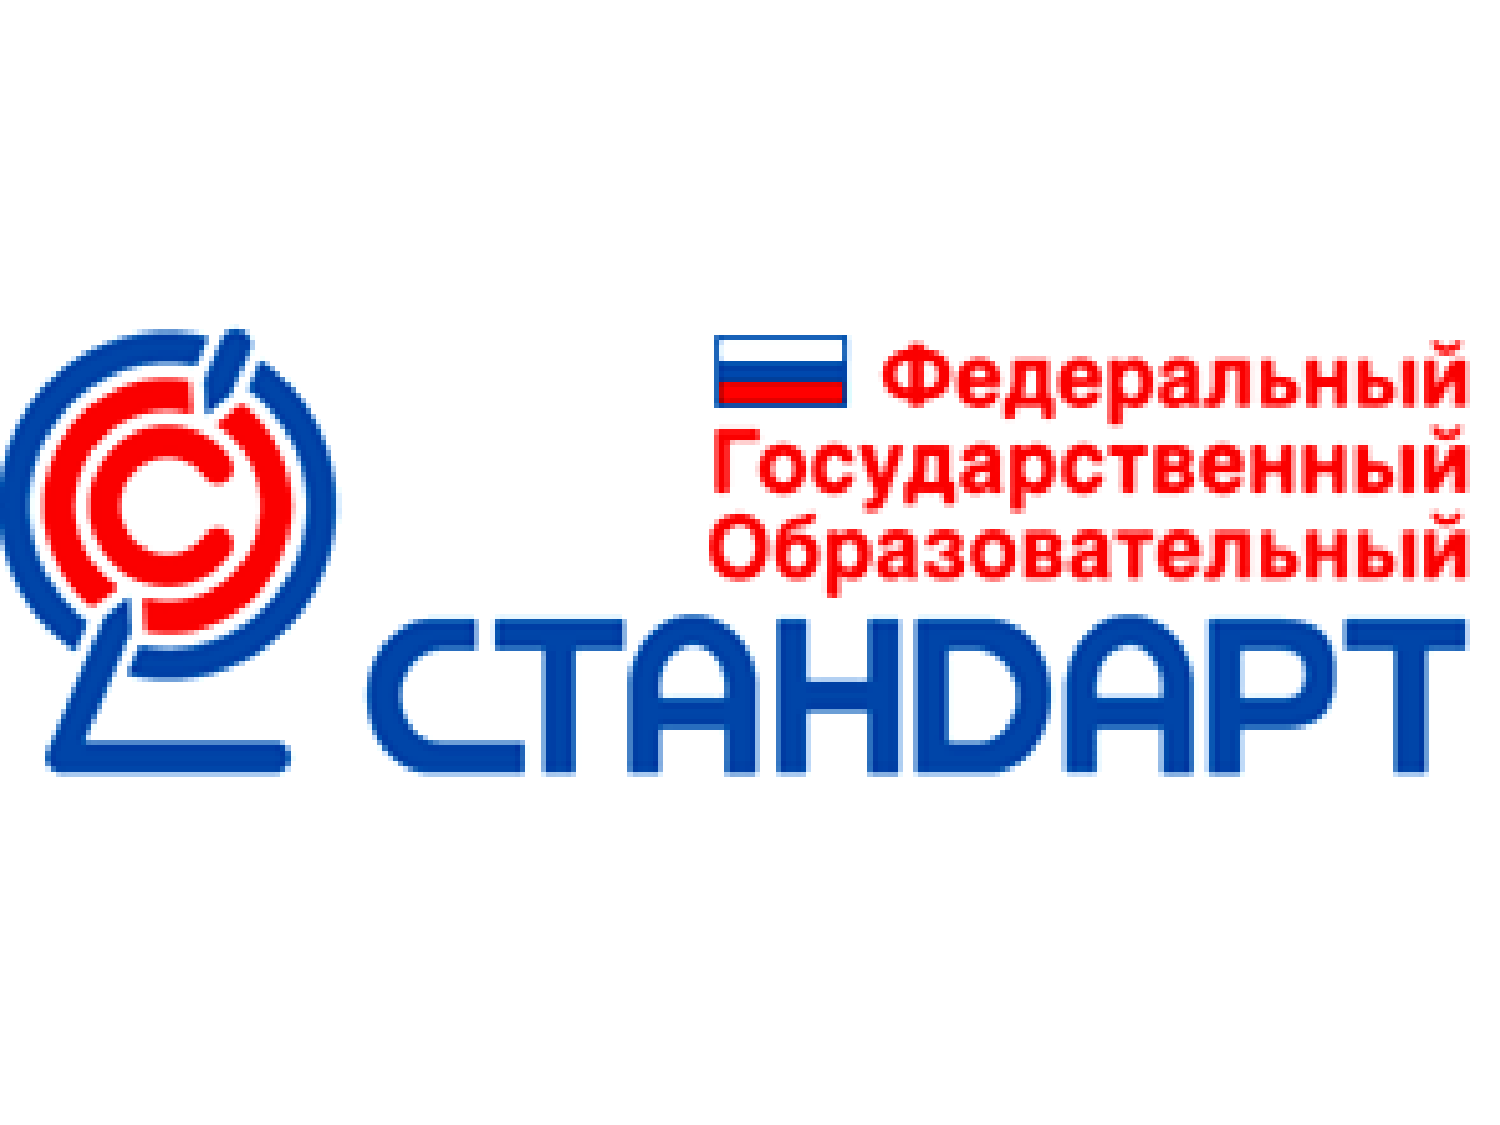 Федеральный
Государственный
Образовательный
СТАНДАРТ